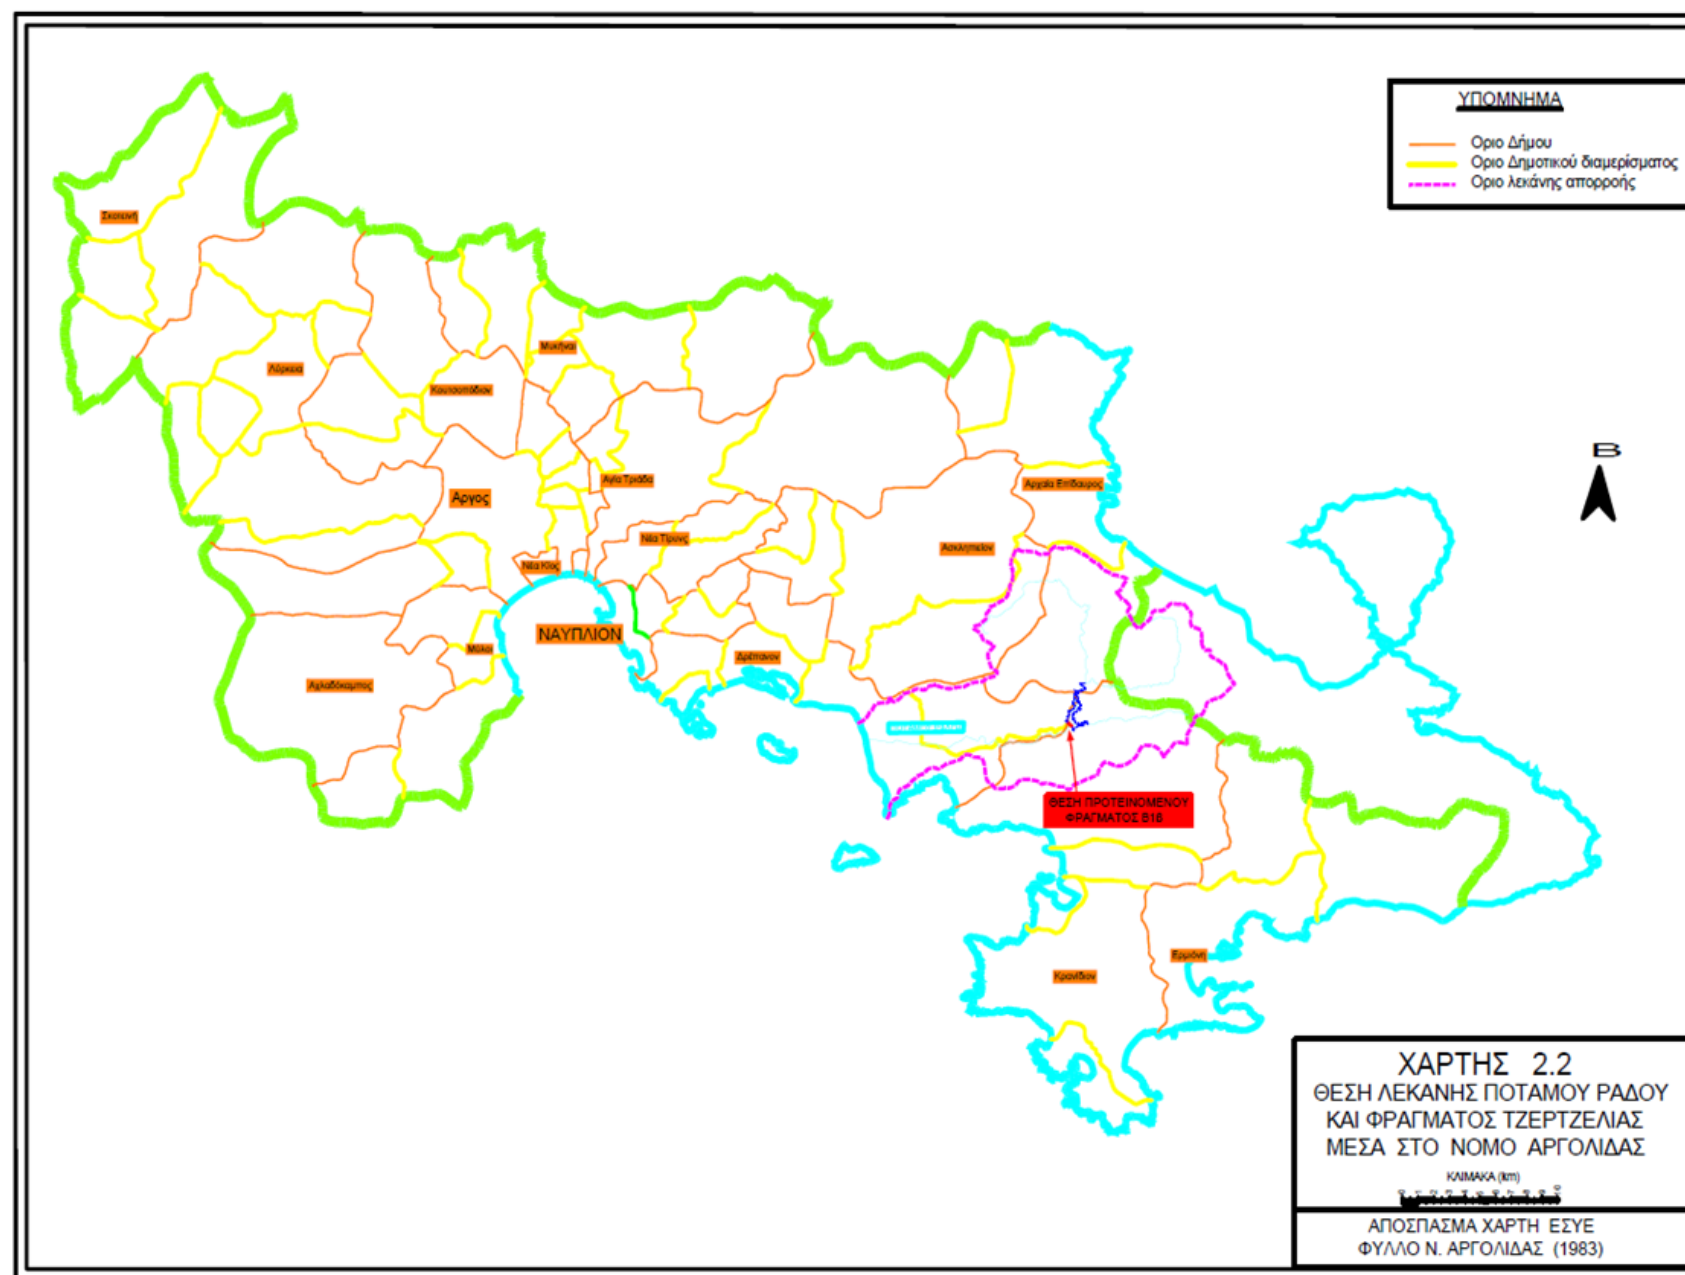 ΥΠΟΜΝΗΜΑ
Οριο Δήμου
Οριο Δημοτικού διαμερίσματος
Οριο λεκάνης απορροής
Σκοτεινή
Λύρκεια
Μυκήναι
Κουτσοπόδιον
Β
Αγία Τριάδα
Αρχαία Επίδαυρος
Αργος
Νέα Τίρυνς
Ασκληπιείον
Νέα Κίος
ΝΑΥΠΛΙΟΝ
Μύλοι
Δρέπανον
Αχλαδόκαμπος
ΘΕΣΗ ΠΡΟΤΕΙΝΟΜΕΝΟΥ
ΦΡΑΓΜΑΤΟΣ Β16
Ερμιόνη
Κρανίδιον
ΧΑΡΤΗΣ 2.2
ΘΕΣΗ ΛΕΚΑΝΗΣ ΠΟΤΑΜΟΥ ΡΑΔΟΥ
ΚΑΙ ΦΡΑΓΜΑΤΟΣ ΤΖΕΡΤΖΕΛΙΑΣ
ΜΕΣΑ ΣΤΟ ΝΟΜΟ ΑΡΓΟΛΙΔΑΣ
ΚΛΙΜΑΚΑ (km)
ΑΠΟΣΠΑΣΜΑ ΧΑΡΤΗ ΕΣΥΕ
ΦΥΛΛΟ Ν. ΑΡΓΟΛΙΔΑΣ (1983)